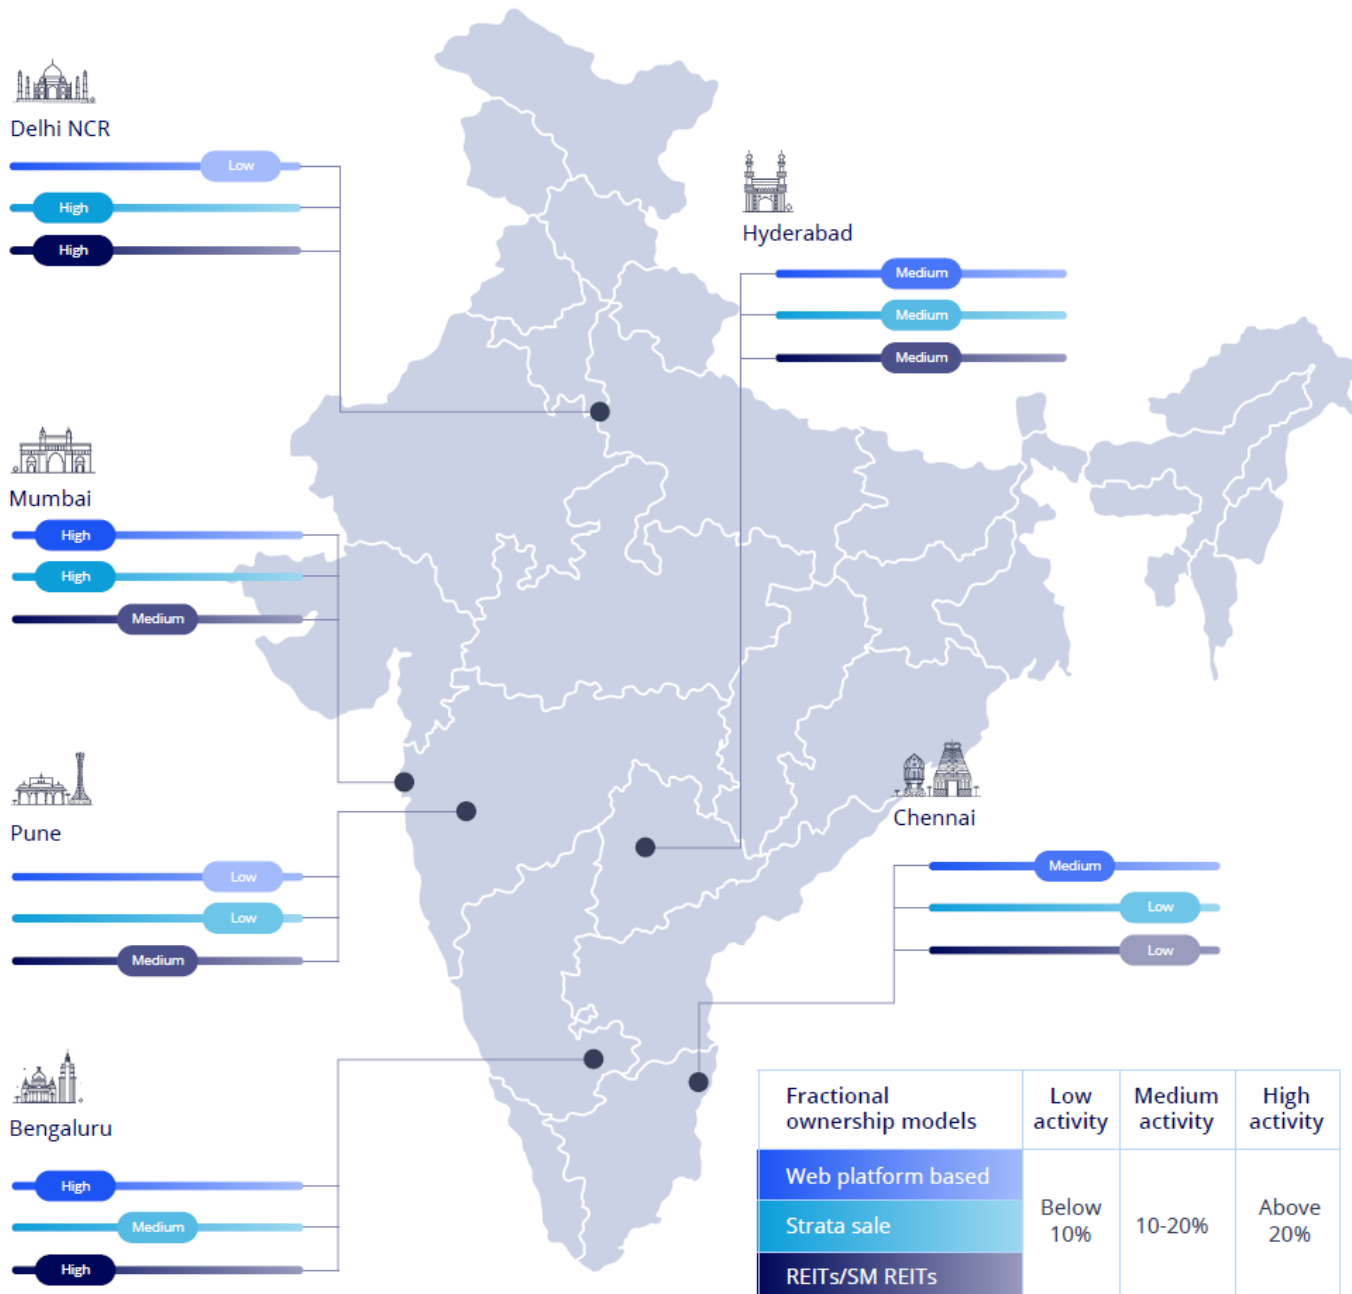 Delhi NCR
Low
High
High
Hyderabad
Medium
Medium
Medium
Mumbai
High
High
Medium
Pune
Low
Low
Medium
Chennai
Medium
Low
Low
Bengaluru
High
Medium
High
Fractional
ownership models
Low
activity
Medium
activity
High
activity
Web platform based
Strata sale
REITs/SM REITs
Below
10%
10-20%
Above
20%